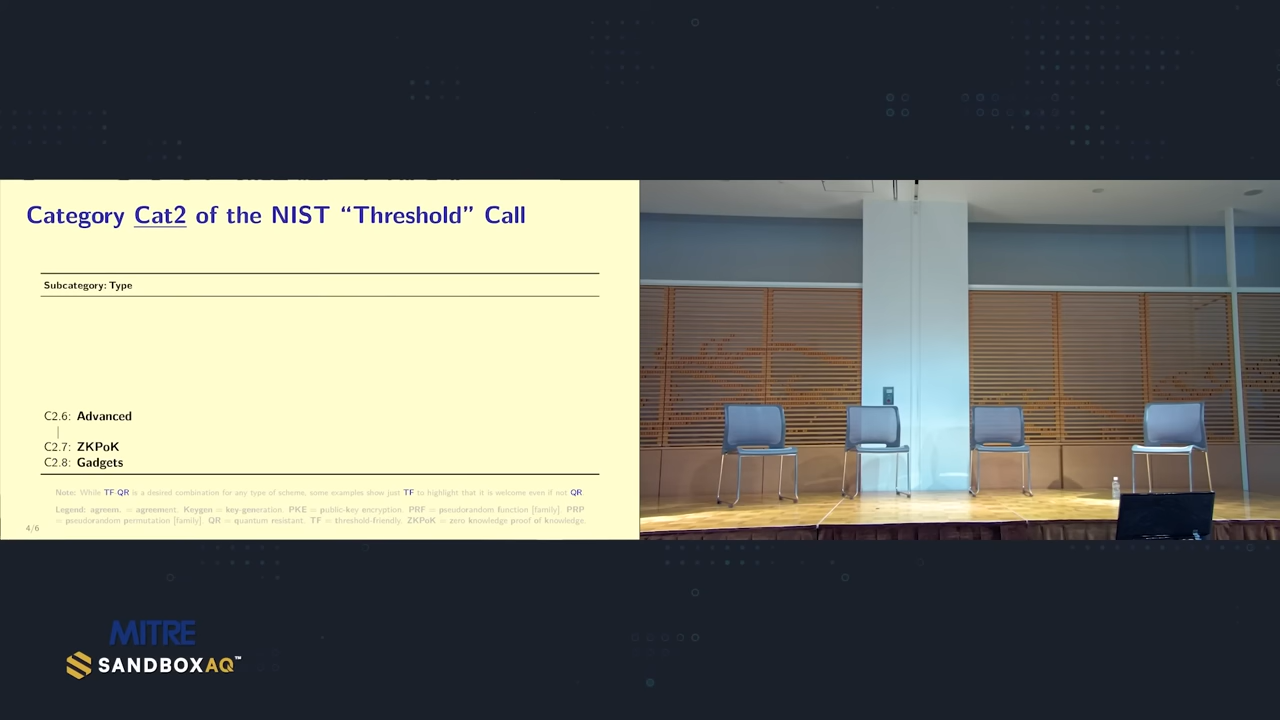 Category Cat2 of the NIST “Threshold” Call
Subcategory: Type
C2.6: Advanced
C2.7: ZKPoK
C2.8: Gadgets
Note: While TF-QR is a desired combination for any type of scheme, some examples show just TF to highlight that it is welcome even if not QR.
Legend: agreem. = agreement. Keygen = key-generation. PKE = public-key encryption. PRF = pseudorandom function [family]. PRP
= pseudorandom permutation [family]. QR = quantum resistant. TF = threshold-friendly. ZKPoK = zero knowledge proof of knowledge.
4/6
MITRE
SANDBOXAQ™